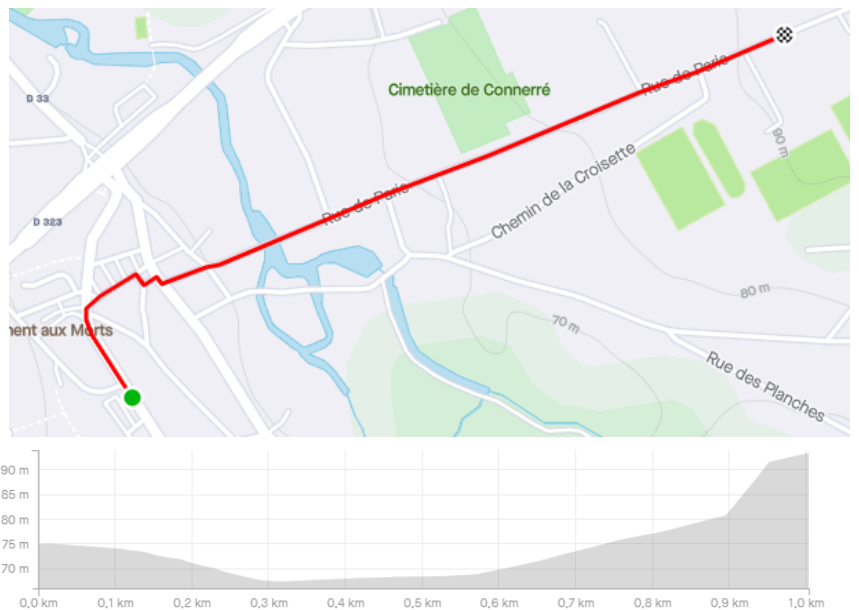 Rue de Paris
Cimetière de Connerré
D 33
90 m
Chemin de la Croisette
Rue de Paris
D 323
80 m
nent aux Morts
70 m
Rue des Planches
90 m
85 m
80 m
75 m
70 m
0,0 km 0,1 km 0,2 km 0,3 km 0,4 km 0,5 km 0,6 km 0,7 km 0,8 km 0,9 km 1,0 km